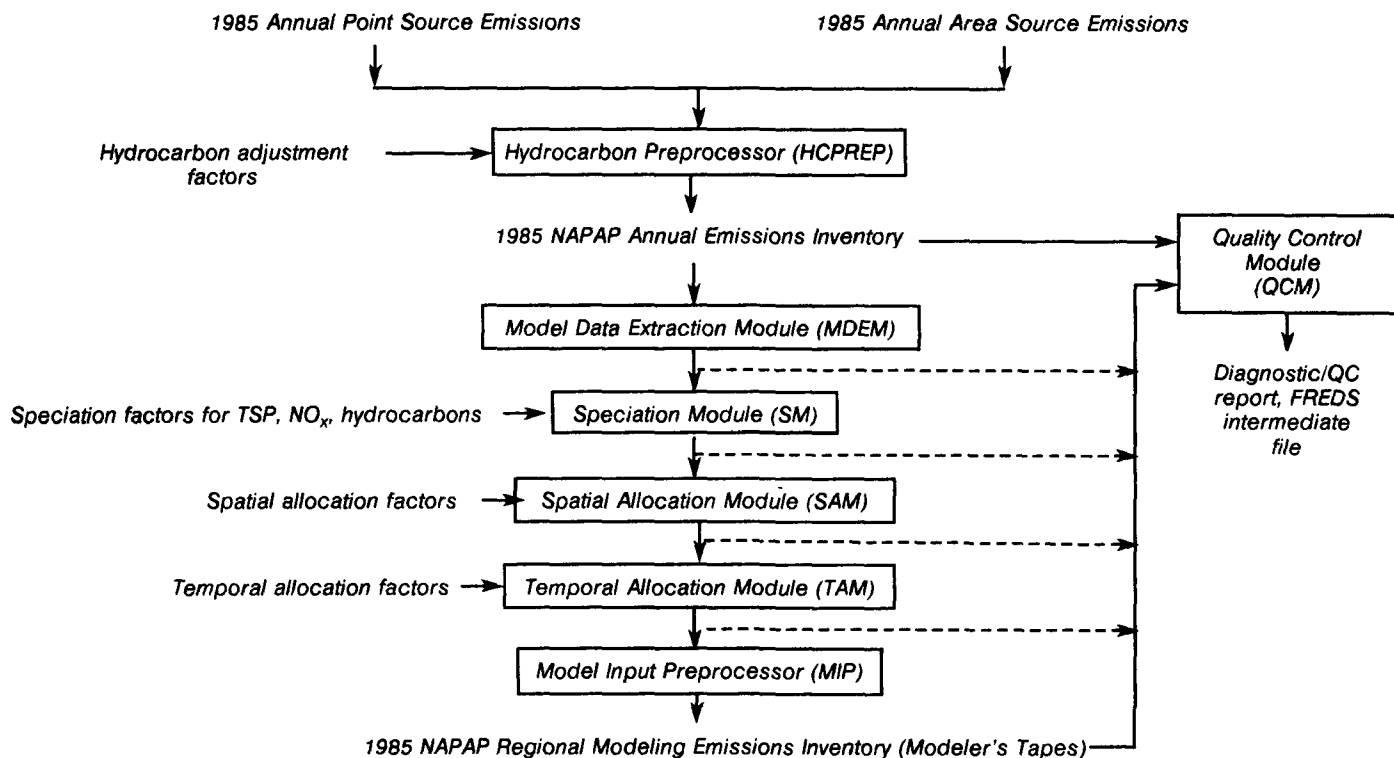 1985 Annual Point Source Emissions
1985 Annual Area Source Emissions
Hydrocarbon adjustment
factors
Hydrocarbon Preprocessor (HCPREP)
1985 NAPAP Annual Emissions Inventory
Quality Control
Module
(QCM)
Model Data Extraction Module (MDEM)
Diagnostic/QC
report, FREDS
intermediate
file
Speciation factors for TSP, NOx, hydrocarbons
Speciation Module (SM)
Spatial allocation factors
Spatial Allocation Module (SAM)
Temporal allocation factors
Temporal Allocation Module (TAM)
Model Input Preprocessor (MIP)
1985 NAPAP Regional Modeling Emissions Inventory (Modeler's Tapes)